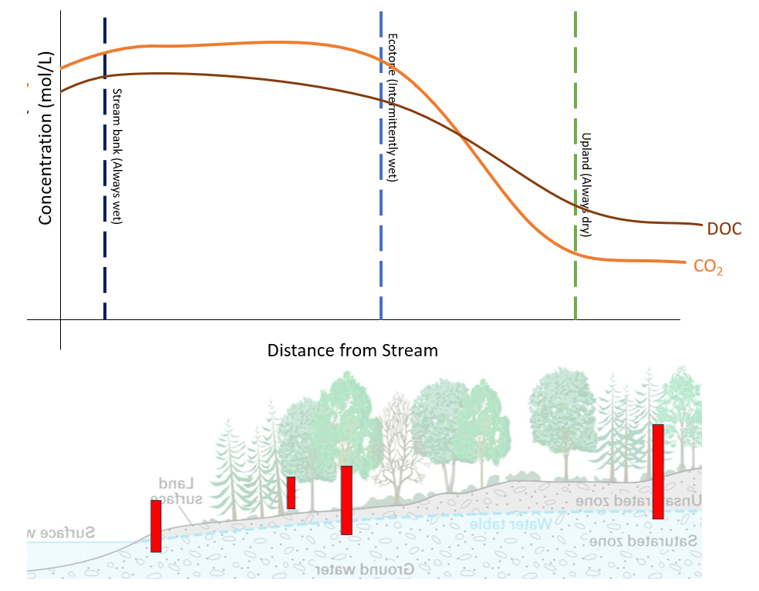 Concentration (mol/L)
Stream bank (Always wet)
Ecotone (Intermittently wet)
Upland (Always dry)
DOC
CO₂
Distance from Stream
Land
surface
Unsaturated zone
Surface w
Water table
Saturated zone
Ground water